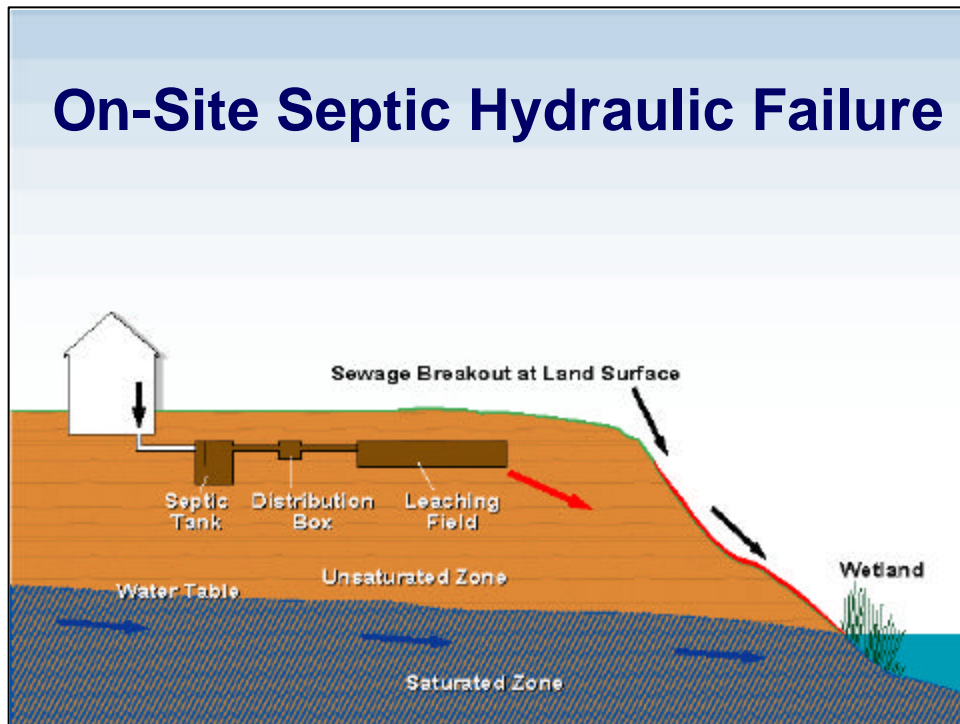 On-Site Septic Hydraulic Failure
Sewage Breakout at Land Surface
Septic
Tank
Distribution
Box
Leaching
Field
Wetland
Unsaturated Zone
Water Table
Saturated Zone